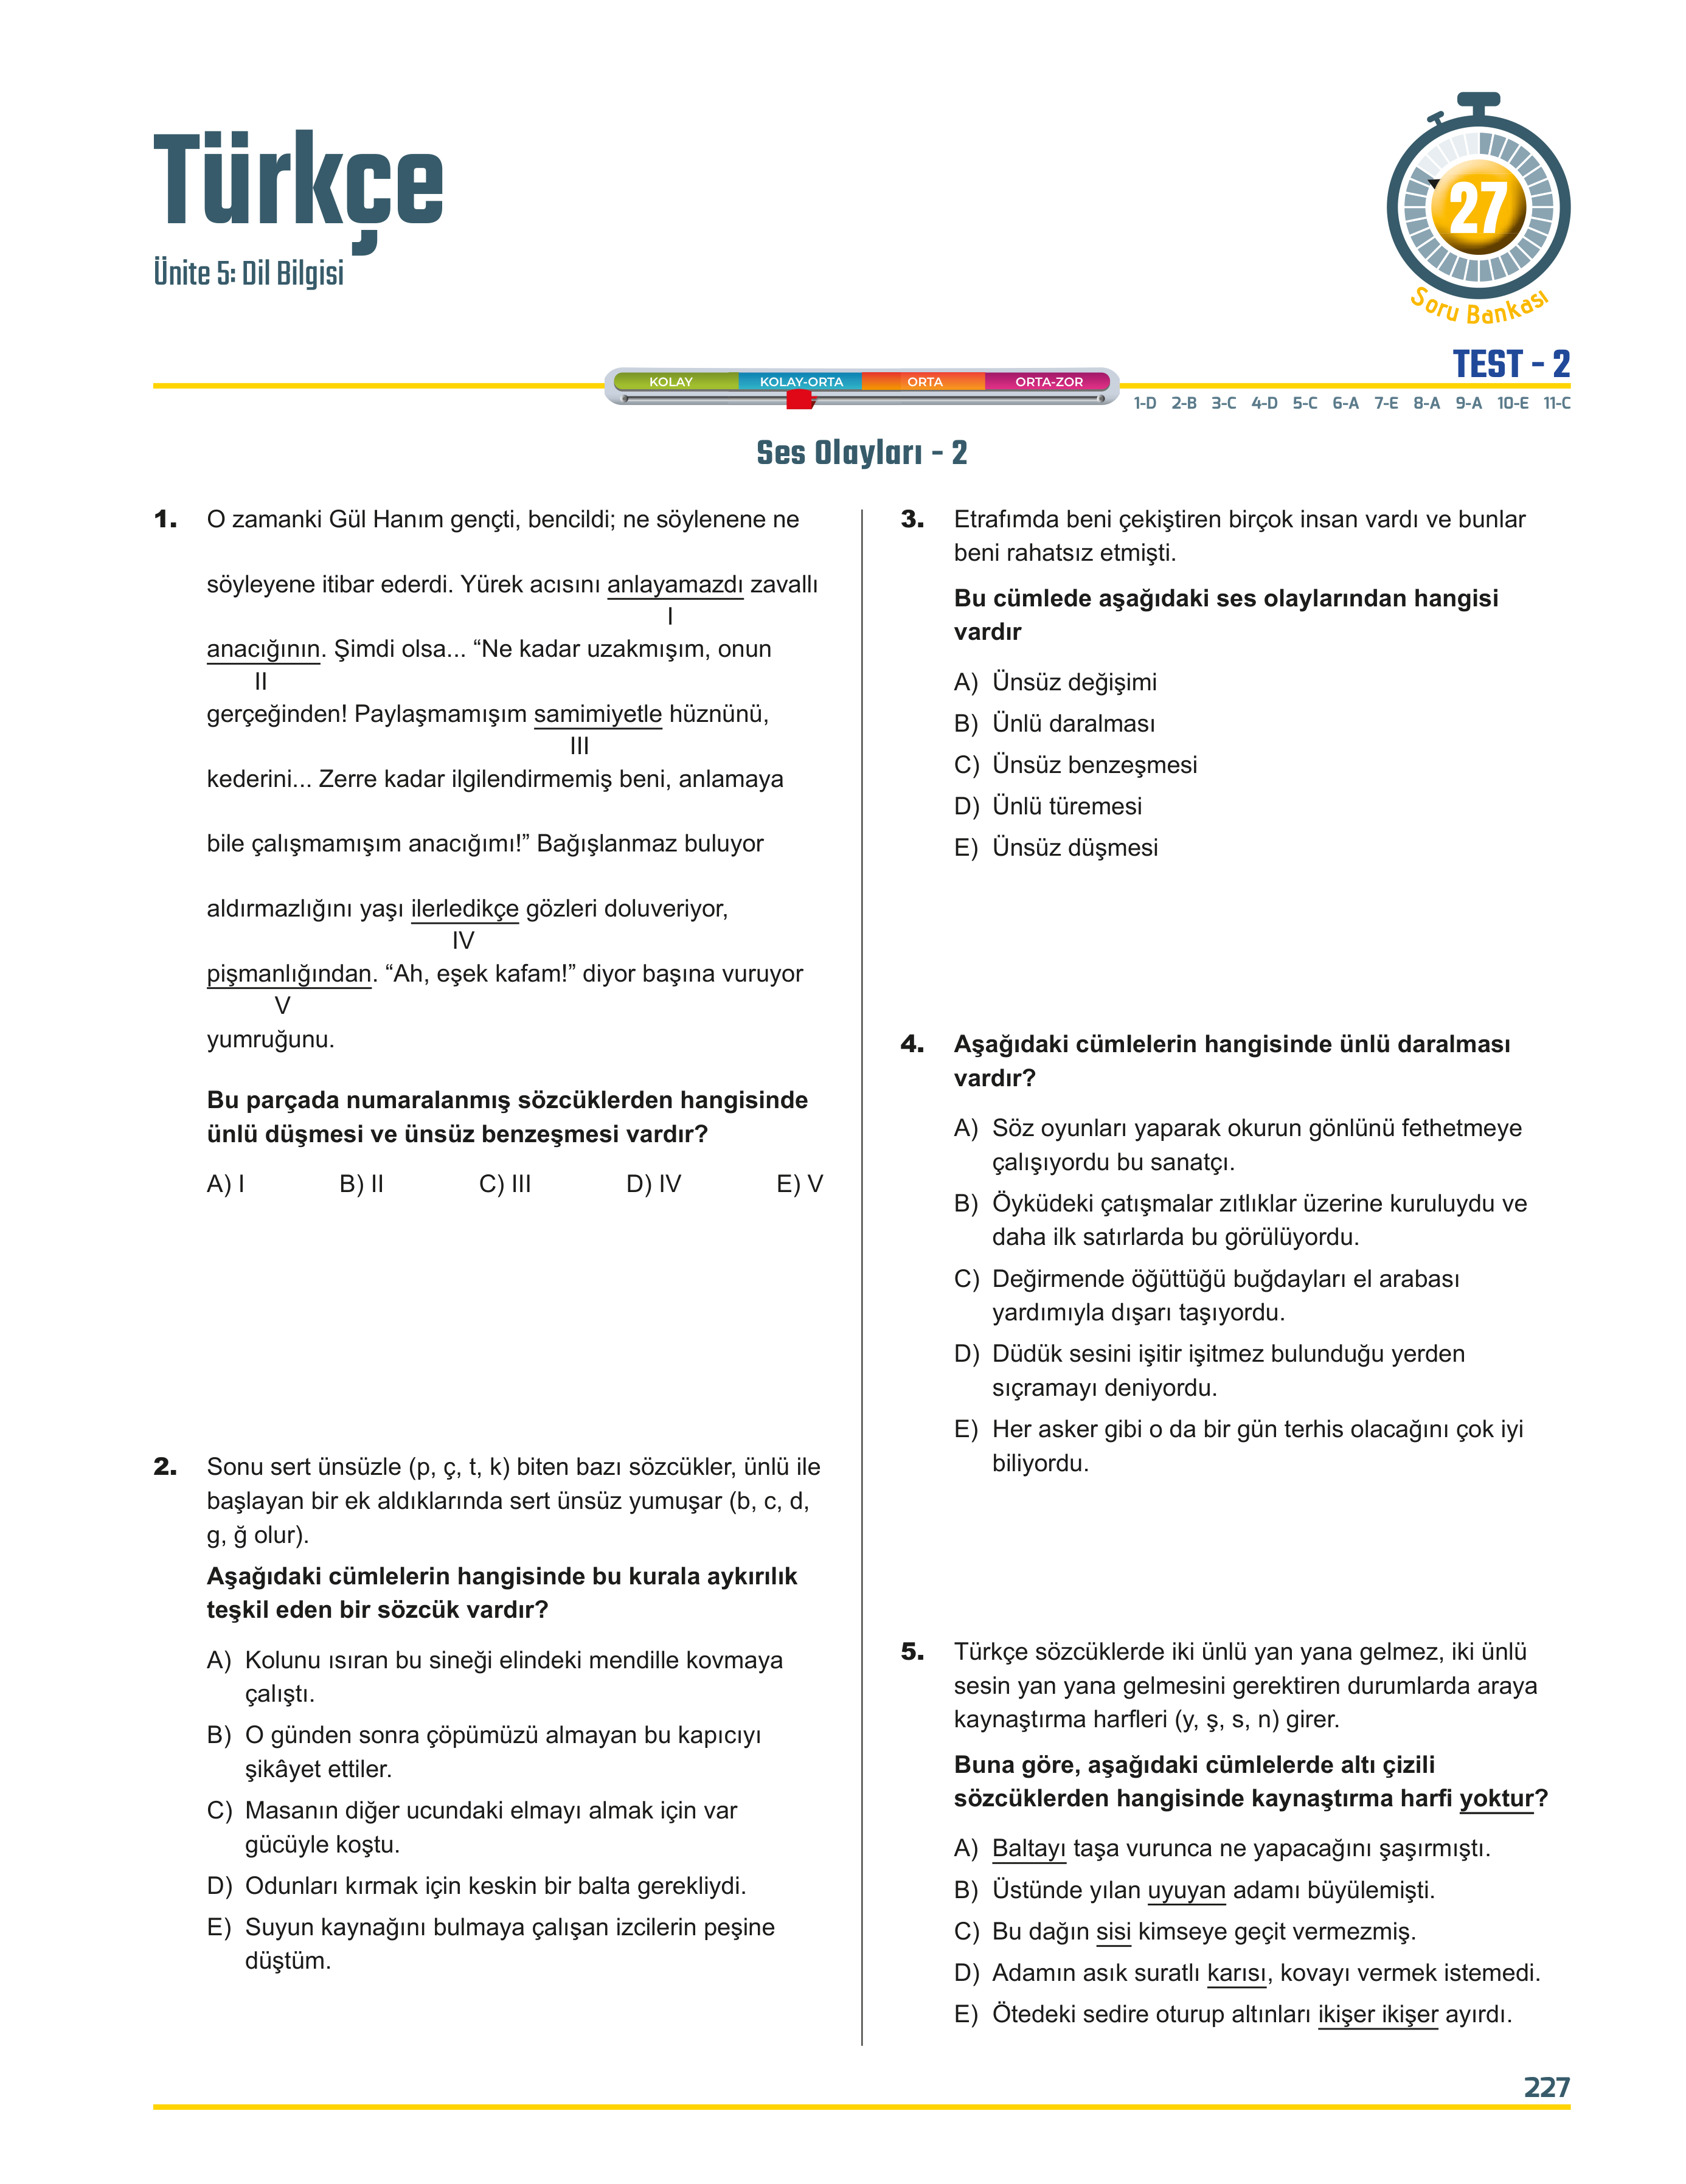 Türkçe
Ünite 5: Dil Bilgisi
27
Soru Bankası
TEST - 2
KOLAY KOLAY-ORTA ORTA ORTA-ZOR
1-D 2-B 3-C 4-D 5-C 6-A 7-E 8-A 9-A 10-E 11-C
Ses Olayları - 2
1. O zamanki Gül Hanım gençti, bencildi; ne söylenene ne
söyleyene itibar ederdi. Yürek acısını anlayamazdı zavallı
I
anacığının. Şimdi olsa... “Ne kadar uzakmışım, onun
II
gerçeğinden! Paylaşmamışım samimiyetle hüznünü,
III
kederini... Zerre kadar ilgilendirmemiş beni, anlamaya
bile çalışmamışım anacığımı!” Bağışlanmaz buluyor
aldırmazlığını yaşı ilerledikçe gözleri doluveriyor,
IV
pişmanlığından. “Ah, eşek kafam!” diyor başına vuruyor
V
yumruğunu.
Bu parçada numaralanmış sözcüklerden hangisinde
ünlü düşmesi ve ünsüz benzeşmesi vardır?
A) I B) II C) III D) IV E) V
2. Sonu sert ünsüzle (p, ç, t, k) biten bazı sözcükler, ünlü ile
başlayan bir ek aldıklarında sert ünsüz yumuşar (b, c, d,
g, ğ olur).
Aşağıdaki cümlelerin hangisinde bu kurala aykırılık
teşkil eden bir sözcük vardır?
A) Kolunu ısıran bu sineği elindeki mendille kovmaya
çalıştı.
B) O günden sonra çöpümüzü almayan bu kapıcıyı
şikâyet ettiler.
C) Masanın diğer ucundaki elmayı almak için var
gücüyle koştu.
D) Odunları kırmak için keskin bir balta gerekliydi.
E) Suyun kaynağını bulmaya çalışan izcilerin peşine
düştüm.
3. Etrafımda beni çekiştiren birçok insan vardı ve bunlar
beni rahatsız etmişti.
Bu cümlede aşağıdaki ses olaylarından hangisi
vardır
A) Ünsüz değişimi
B) Ünlü daralması
C) Ünsüz benzeşmesi
D) Ünlü türemesi
E) Ünsüz düşmesi
4. Aşağıdaki cümlelerin hangisinde ünlü daralması
vardır?
A) Söz oyunları yaparak okurun gönlünü fethetmeye
çalışıyordu bu sanatçı.
B) Öyküdeki çatışmalar zıtlıklar üzerine kuruluydu ve
daha ilk satırlarda bu görülüyordu.
C) Değirmende öğüttüğü buğdayları el arabası
yardımıyla dışarı taşıyordu.
D) Düdük sesini işitir işitmez bulunduğu yerden
sıçramayı deniyordu.
E) Her asker gibi o da bir gün terhis olacağını çok iyi
biliyordu.
5. Türkçe sözcüklerde iki ünlü yan yana gelmez, iki ünlü
sesin yan yana gelmesini gerektiren durumlarda araya
kaynaştırma harfleri (y, ş, s, n) girer.
Buna göre, aşağıdaki cümlelerde altı çizili
sözcüklerden hangisinde kaynaştırma harfi yoktur?
A) Baltayı taşa vurunca ne yapacağını şaşırmıştı.
B) Üstünde yılan uyuyan adamı büyülemişti.
C) Bu dağın sisi kimseye geçit vermezmiş.
D) Adamın asık suratlı karısı, kovayı vermek istemedi.
E) Ötedeki sedire oturup altınları ikişer ikişer ayırdı.
227